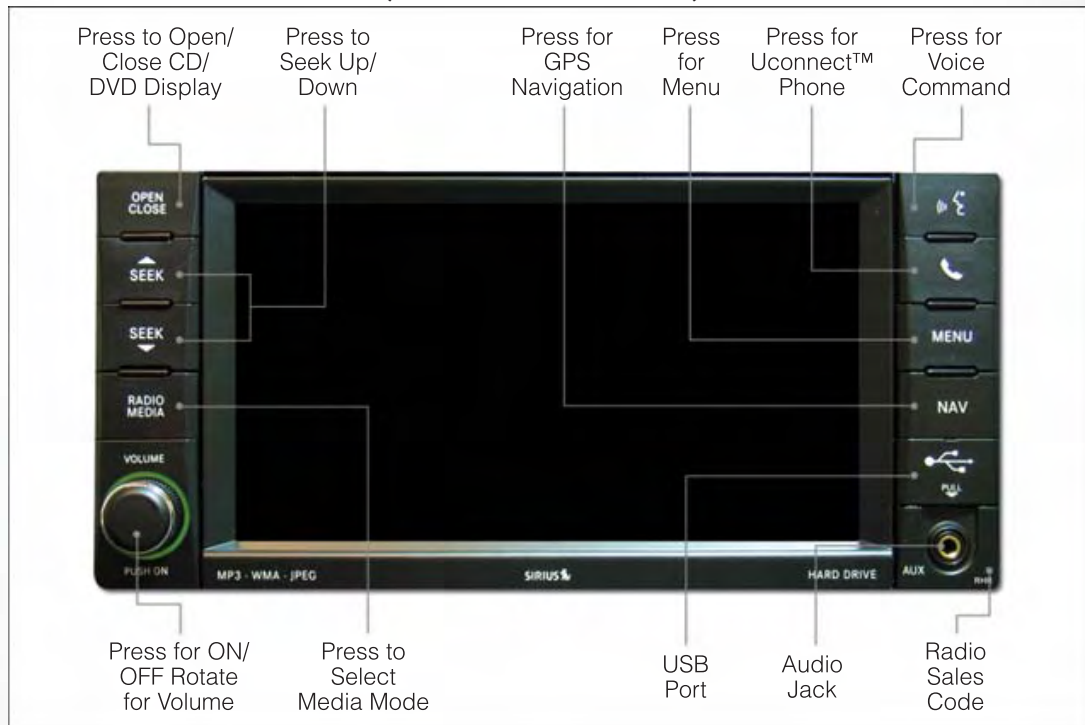 Press to Open/
Close CD/
DVD Display
Press to
Seek Up/
Down
Press for
GPS
Navigation
Press
for
Menu
Press for
Uconnect™
Phone
Press for
Voice
Command
OPEN
CLOSE
SEEK
SEEK
RADIO
MEDIA
VOLUME
PUSH ON
MP3 · WMA · JPEG
SIRIUS
HARD DRIVE
MENU
NAV
PULL
AUX
RHR
Press for ON/
OFF Rotate
for Volume
Press to
Select
Media Mode
USB
Port
Audio
Jack
Radio
Sales
Code